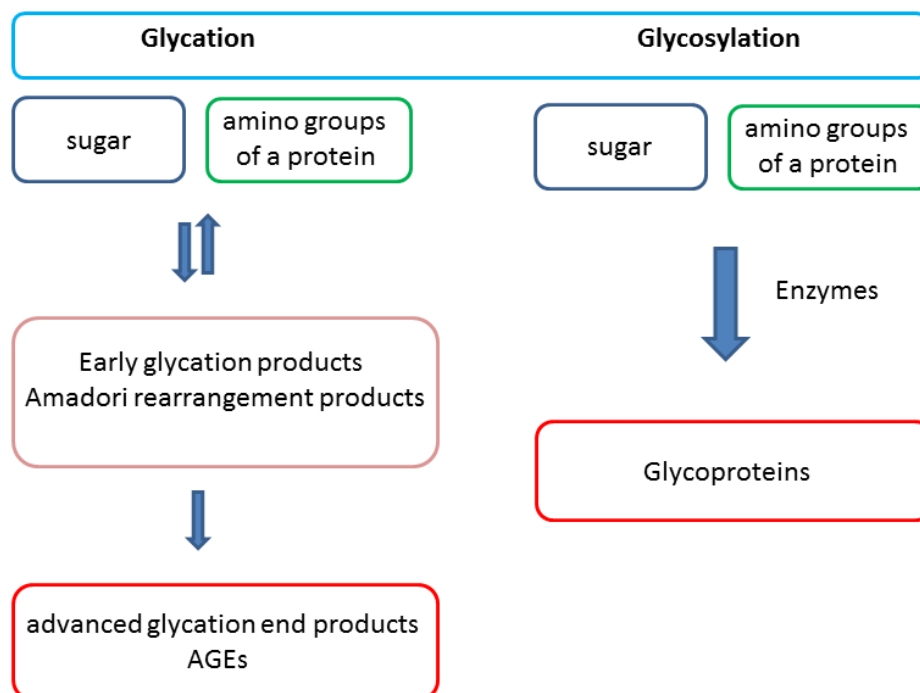 Glycation
Glycosylation
sugar
amino groups
of a protein
sugar
amino groups
of a protein
Enzymes
Early glycation products
Amadori rearrangement products
Glycoproteins
advanced glycation end products
AGEs